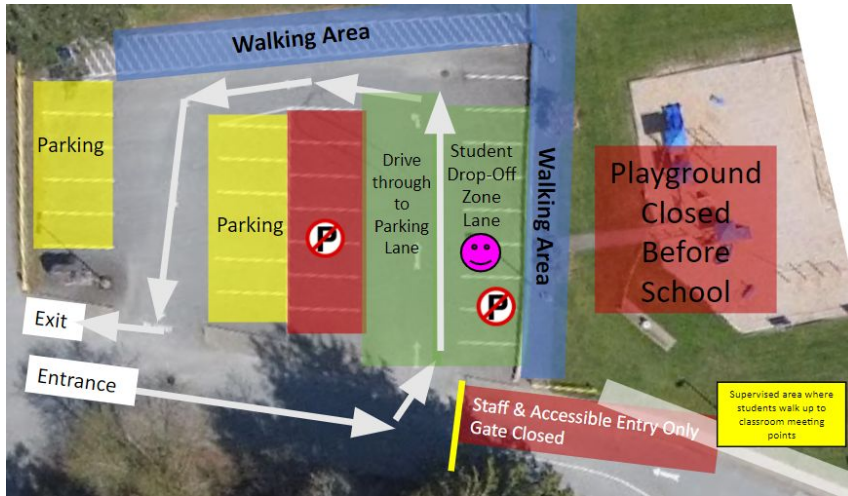 Walking Area
Parking
Parking
P
Drive
through to
Parking
Lane
Student
Drop-Off
Zone
Lane
P
Walking Area
Playground
Closed
Before
School
Exit
Entrance
Staff & Accessible Entry Only
Gate Closed
Supervised area where
students walk up to
classroom meeting
points